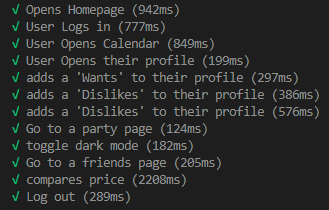 √ Opens Homepage (942ms)
√ User Logs in (777ms)
√ User Opens Calendar (849ms)
√ User Opens their profile (199ms)
√ adds a 'Wants' to their profile (297ms)
√ adds a 'Dislikes' to their profile (386ms)
√ adds a 'Dislikes' to their profile (576ms)
√ Go to a party page (124ms)
√ toggle dark mode (182ms)
√ Go to a friends page (205ms)
√ compares price (2208ms)
√ Log out (289ms)